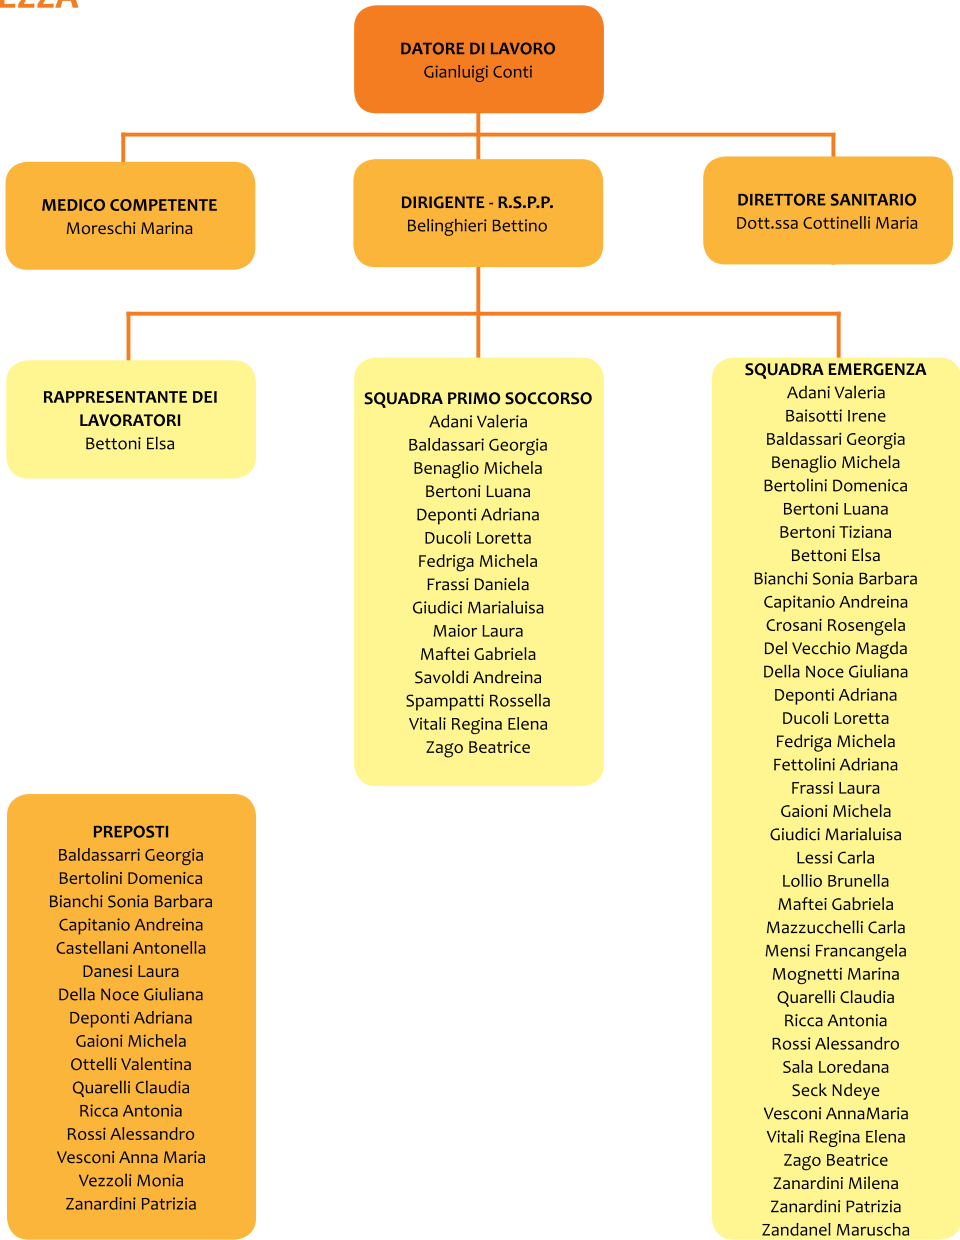 EZZA
DATORE DI LAVORO
Gianluigi Conti
MEDICO COMPETENTE
Moreschi Marina
DIRIGENTE - R.S.P.P.
Belinghieri Bettino
DIRETTORE SANITARIO
Dott.ssa Cottinelli Maria
RAPPRESENTANTE DEI
LAVORATORI
Bettoni Elsa
SQUADRA PRIMO SOCCORSO
Adani Valeria
Baldassari Georgia
Benaglio Michela
Bertoni Luana
Deponti Adriana
Ducoli Loretta
Fedriga Michela
Frassi Daniela
Giudici Marialuisa
Maior Laura
Maftei Gabriela
Savoldi Andreina
Spampatti Rossella
Vitali Regina Elena
Zago Beatrice
SQUADRA EMERGENZA
Adani Valeria
Baisotti Irene
Baldassari Georgia
Benaglio Michela
Bertolini Domenica
Bertoni Luana
Bertoni Tiziana
Bettoni Elsa
Bianchi Sonia Barbara
Capitanio Andreina
Crosani Rosengela
Del Vecchio Magda
Della Noce Giuliana
Deponti Adriana
Ducoli Loretta
Fedriga Michela
Fettolini Adriana
Frassi Laura
Gaioni Michela
Giudici Marialuisa
Lessi Carla
Lollio Brunella
Maftei Gabriela
Mazzucchelli Carla
Mensi Francangela
Mognetti Marina
Quarelli Claudia
Ricca Antonia
Rossi Alessandro
Sala Loredana
Seck Ndeye
Vesconi AnnaMaria
Vitali Regina Elena
Zago Beatrice
Zanardini Milena
Zanardini Patrizia
Zandanel Maruscha
PREPOSTI
Baldassarri Georgia
Bertolini Domenica
Bianchi Sonia Barbara
Capitanio Andreina
Castellani Antonella
Danesi Laura
Della Noce Giuliana
Deponti Adriana
Gaioni Michela
Ottelli Valentina
Quarelli Claudia
Ricca Antonia
Rossi Alessandro
Vesconi Anna Maria
Vezzoli Monia
Zanardini Patrizia